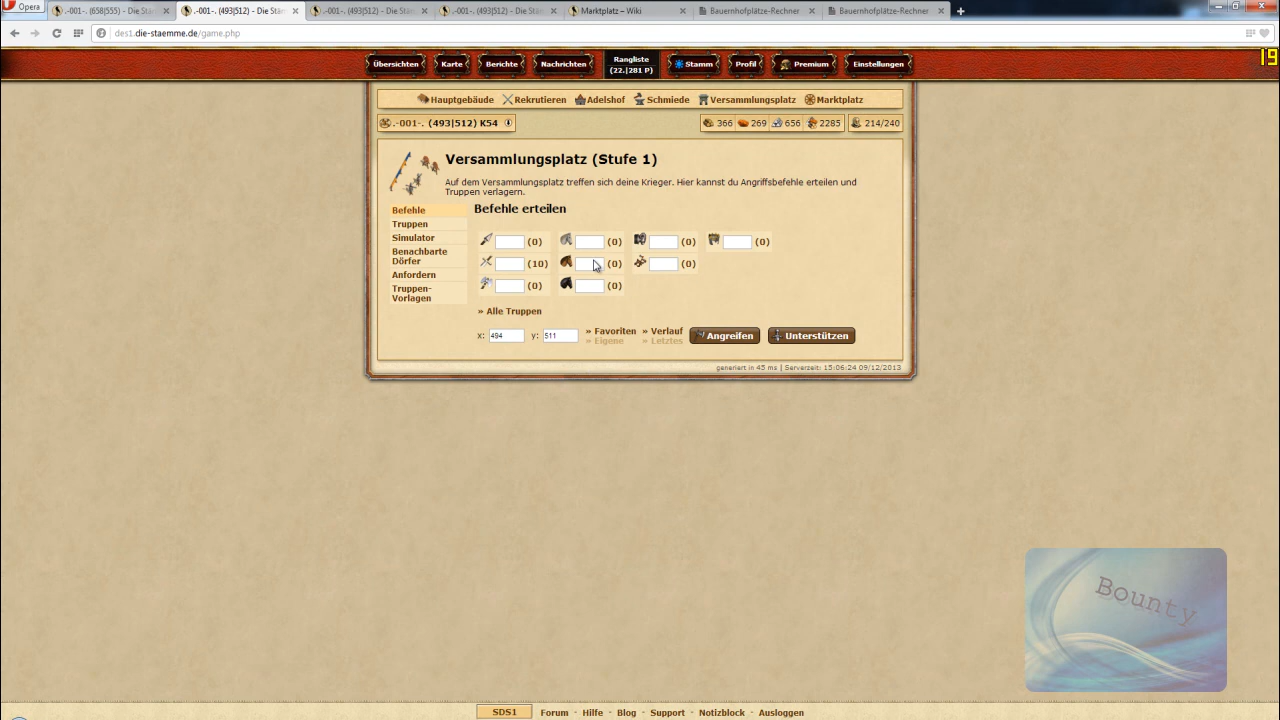 Opera
.-001-. (658|555) - Die Stä
.-001-. (493|512) - Die Stä
.-001-. (493|512) - Die Stä
.-001-. (493|512) - Die Stä
Marktplatz – Wiki
Bauernhofplätze-Rechner
Bauernhofplätze-Rechner
des1.die-staemme.de/game.php
19
Übersichten
Karte
Berichte
Nachrichten
Rangliste
(22.|281 P)
Stamm
Profil
Premium
Einstellungen
Hauptgebäude Rekrutieren Adelshof Schmiede Versammlungsplatz Marktplatz
.-001-. (493|512) K54
366 269 656 2285 214/240
Versammlungsplatz (Stufe 1)
Auf dem Versammlungsplatz treffen sich deine Krieger. Hier kannst du Angriffsbefehle erteilen und
Truppen verlagern.
Befehle
Truppen
Simulator
Benachbarte
Dörfer
Anfordern
Truppen-
Vorlagen
Befehle erteilen
(0) (0) (0) (0)
(10) (0) (0)
(0) (0)
» Alle Truppen
x: 494 y: 511
» Favoriten » Verlauf
» Eigene » Letztes
Angreifen
Unterstützen
generiert in 45 ms | Serverzeit: 15:06:24 09/12/2013
Bounty
SDS1
Forum - Hilfe - Blog - Support - Notizblock - Ausloggen